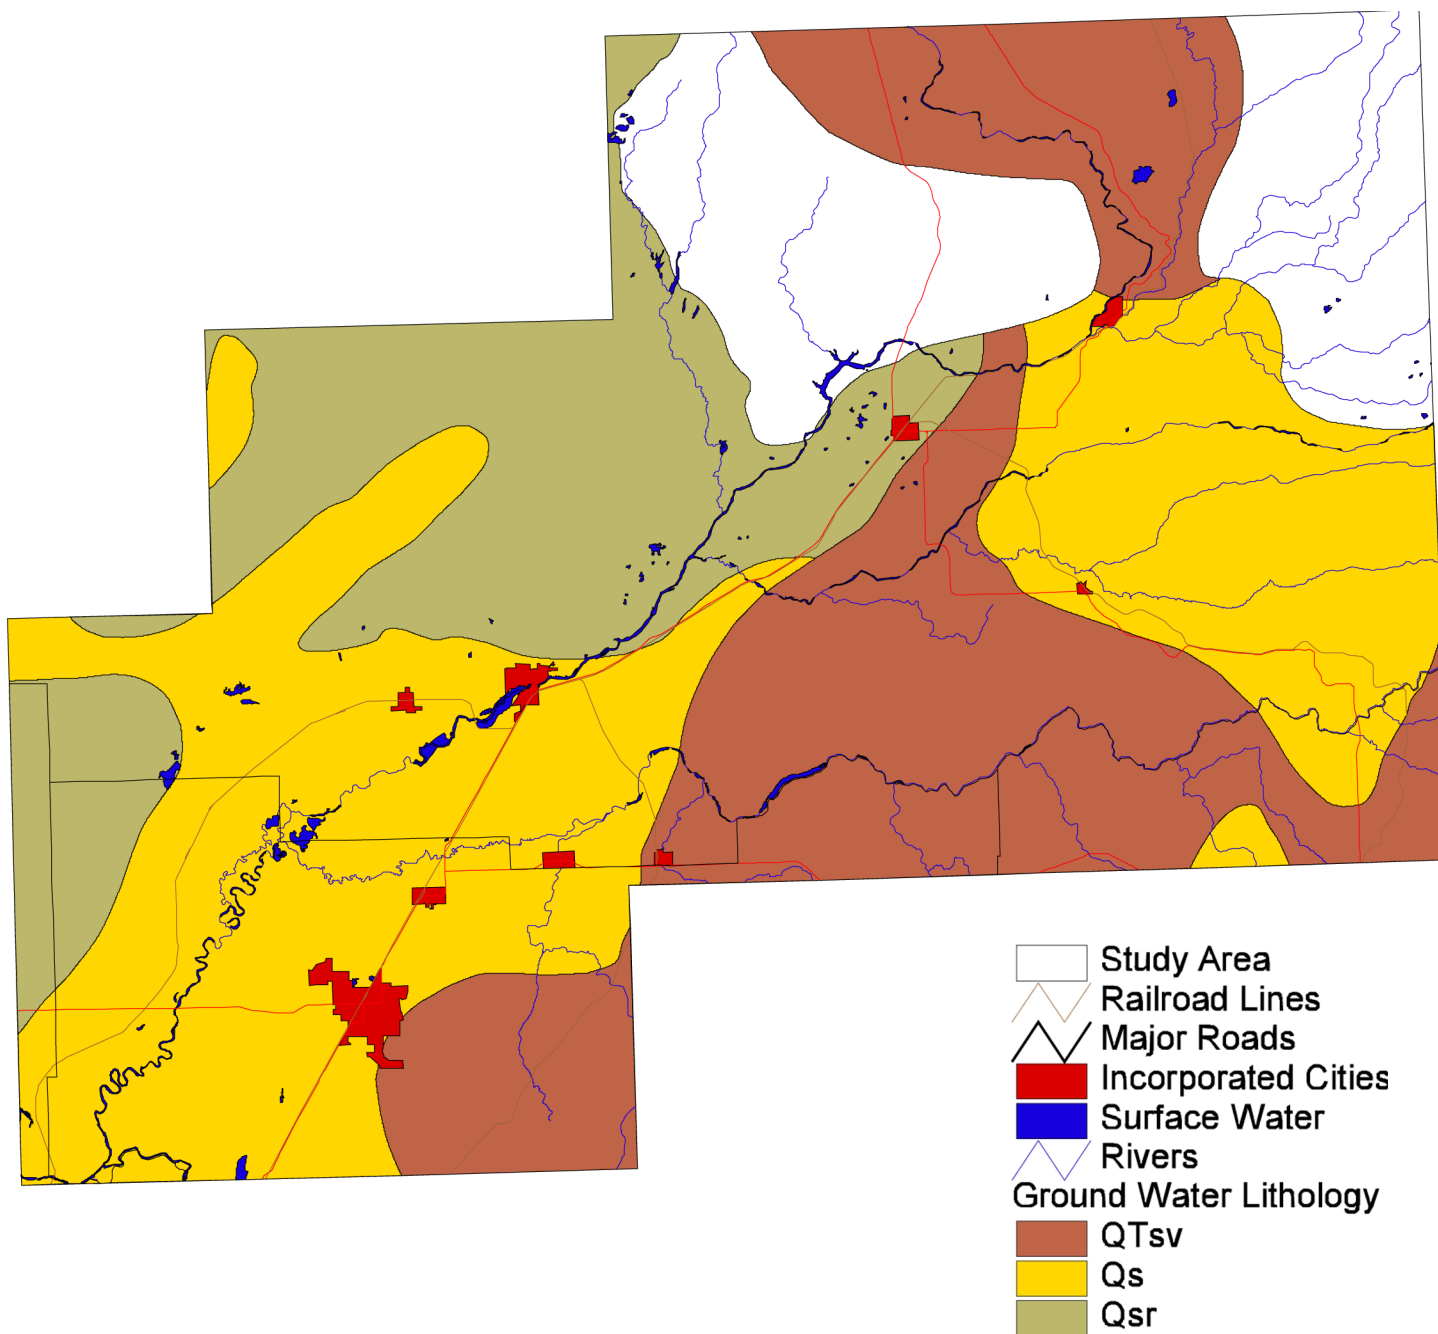 Study Area
Railroad Lines
Major Roads
Incorporated Cities
Surface Water
Rivers
Ground Water Lithology
QTsv
Qs
Qsr